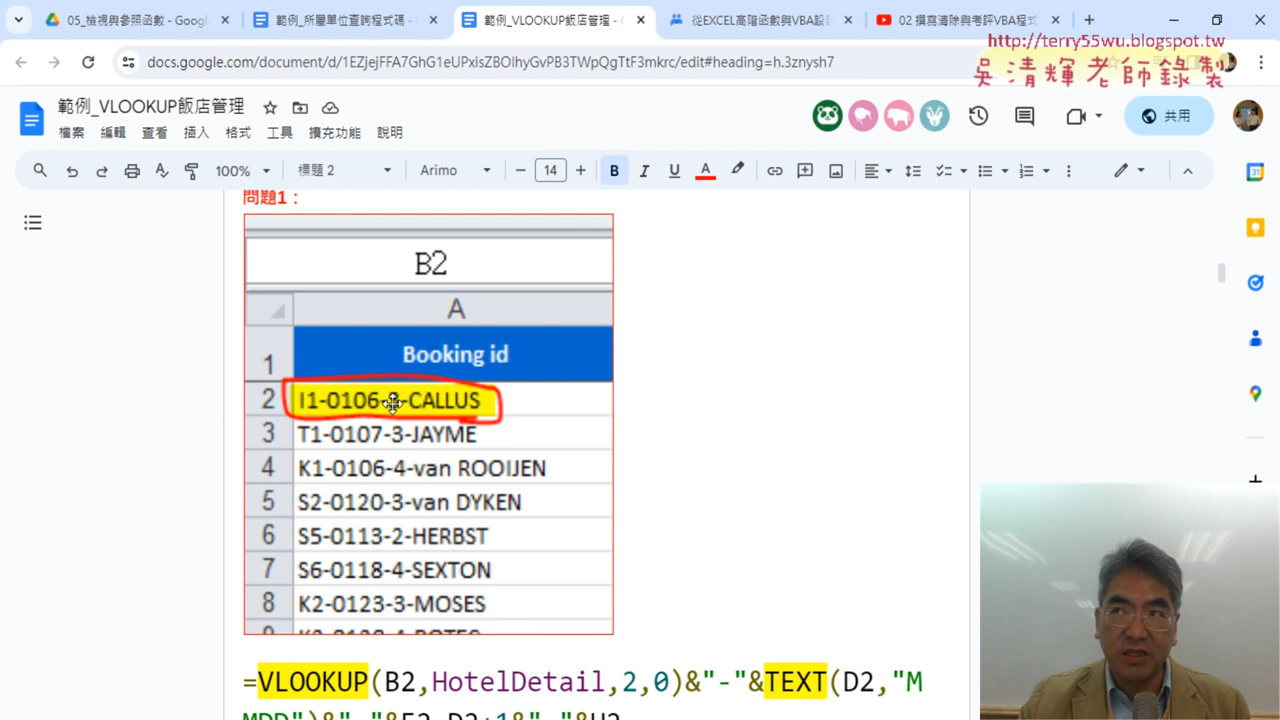 05_檢視與參照函數 - Googl
範例_所屬單位查詢程式碼 -
範例_VLOOKUP飯店管理 - G
從EXCEL高階函數與VBA設計
02 撰寫清除與考評VBA程式
http://terry55wu.blogspot.tw
docs.google.com/document/d/1EZjejFFA7GhG1eUPxisZBOIhyGvPB3TWpQgTtF3mkrc/edit#heading=h.3znysh7
吳清輝老師錄製
範例_VLOOKUP飯店管理
共用
檔案 編輯 查看 插入 格式 工具 擴充功能 說明
100% 標題 2 Arimo 14 B I U A
問題1：
B2
A
1 Booking id
2 I1-0106-2-CALLUS
3 T1-0107-3-JAYME
4 K1-0106-4-van ROOIJEN
5 S2-0120-3-van DYKEN
6 S5-0113-2-HERBST
7 S6-0118-4-SEXTON
8 K2-0123-3-MOSES
=VLOOKUP(B2,HotelDetail,2,0)&"-"&TEXT(D2,"M